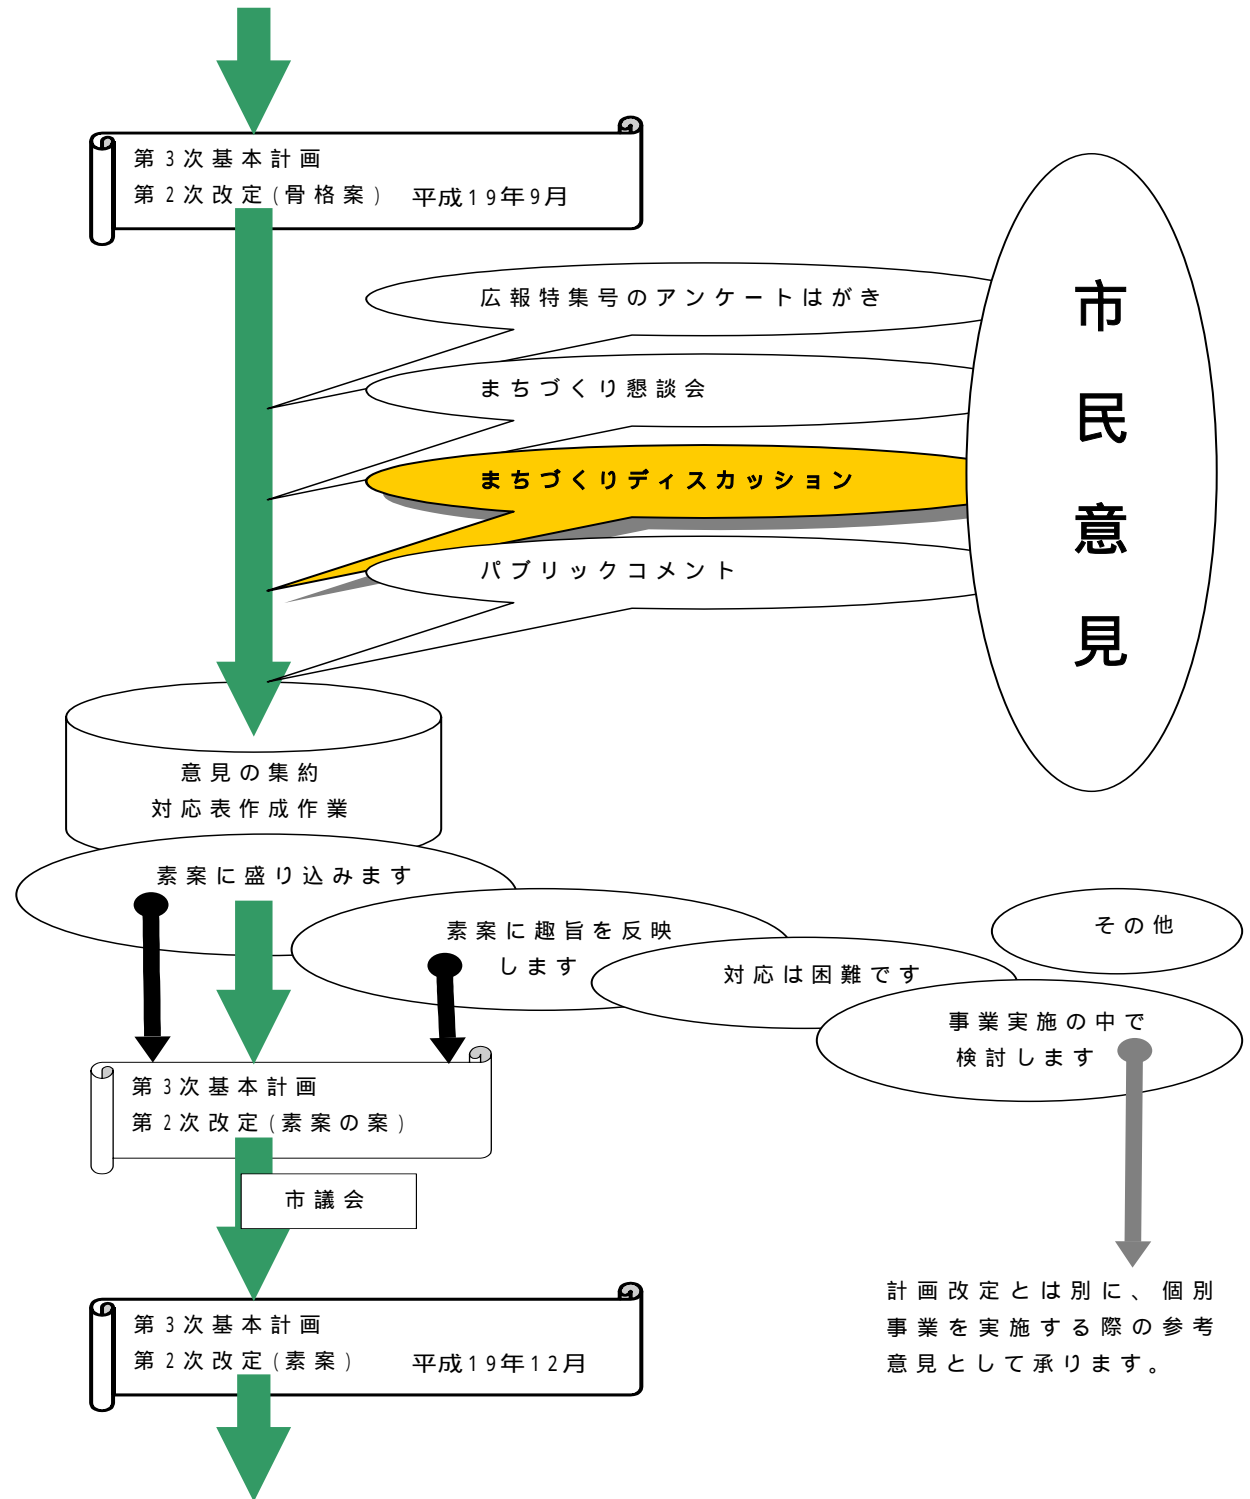 第3次基本計画
第2次改定(骨格案) 平成19年9月
広報特集号のアンケートはがき
まちづくり懇談会
まちづくりディスカッション
パブリックコメント
市
民
意
見
意見の集約
対応表作成作業
素案に盛り込みます
素案に趣旨を反映
します
対応は困難です
その他
事業実施の中で
検討します
第3次基本計画
第2次改定(素案の案)
市議会
計画改定とは別に、個別
事業を実施する際の参考
意見として承ります。
第3次基本計画
第2次改定(素案) 平成19年12月